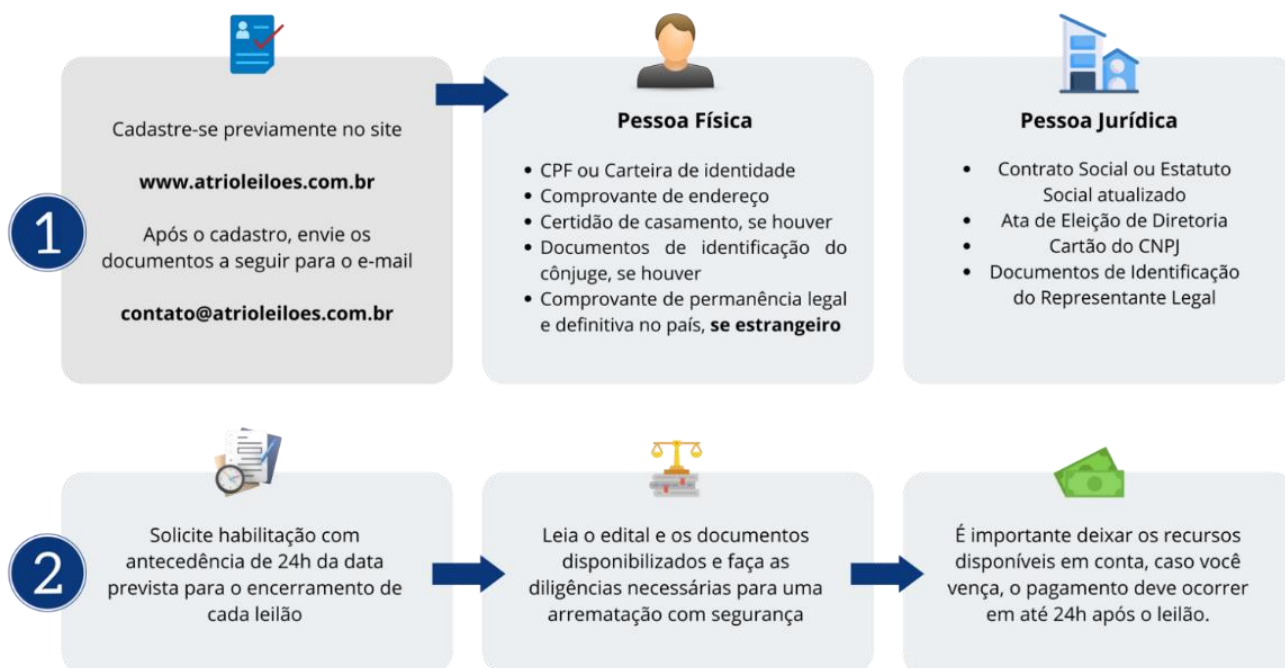 1
Cadastre-se previamente no site
www.atrioleiloes.com.br
Após o cadastro, envie os
documentos a seguir para o e-mail
contato@atrioleiloes.com.br
Pessoa Física
• CPF ou Carteira de identidade
• Comprovante de endereço
• Certidão de casamento, se houver
• Documentos de identificação do
cônjuge, se houver
• Comprovante de permanência legal
e definitiva no país, se estrangeiro
Pessoa Jurídica
• Contrato Social ou Estatuto
Social atualizado
• Ata de Eleição de Diretoria
• Cartão do CNPJ
• Documentos de Identificação
do Representante Legal
2
Solicite habilitação com
antecedência de 24h da data
prevista para o encerramento de
cada leilão
Leia o edital e os documentos
disponibilizados e faça as
diligências necessárias para uma
arrematação com segurança
É importante deixar os recursos
disponíveis em conta, caso você
vença, o pagamento deve ocorrer
em até 24h após o leilão.